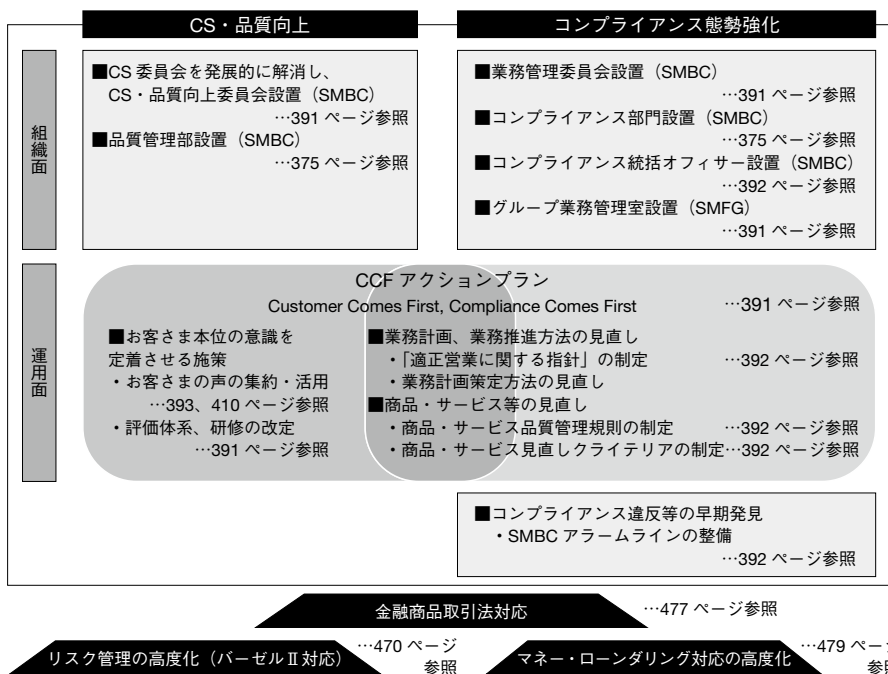 CS・品質向上
コンプライアンス態勢強化
組織面
■CS 委員会を発展的に解消し、
CS・品質向上委員会設置（SMBC）
…391 ページ参照
■品質管理部設置（SMBC）
…375 ページ参照
■業務管理委員会設置（SMBC）
…391 ページ参照
■コンプライアンス部門設置（SMBC）
…375 ページ参照
■コンプライアンス統括オフィサー設置（SMBC）
…392 ページ参照
■グループ業務管理室設置（SMFG）
…391 ページ参照
運用面
CCF アクションプラン
Customer Comes First, Compliance Comes First …391 ページ参照
■お客さま本位の意識を
定着させる施策
・お客さまの声の集約・活用
…393、410 ページ参照
・評価体系、研修の改定
…391 ページ参照
■業務計画、業務推進方法の見直し
・「適正営業に関する指針」の制定 …392 ページ参照
・業務計画策定方法の見直し
■商品・サービス等の見直し
・商品・サービス品質管理規則の制定 …392 ページ参照
・商品・サービス見直しクライテリアの制定…392 ページ参照
■コンプライアンス違反等の早期発見
・SMBC アラームラインの整備
…392 ページ参照
金融商品取引法対応 …477 ページ参照
リスク管理の高度化（バーゼルⅡ対応） …470 ページ
参照
マネー・ローンダリング対応の高度化 …479 ページ
参照